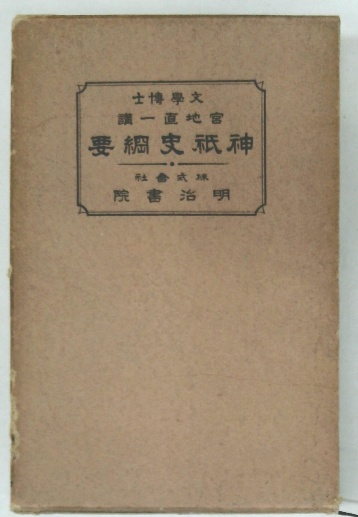 文學博士
宮地直一講
神祇史綱要
株式會社
明治書院